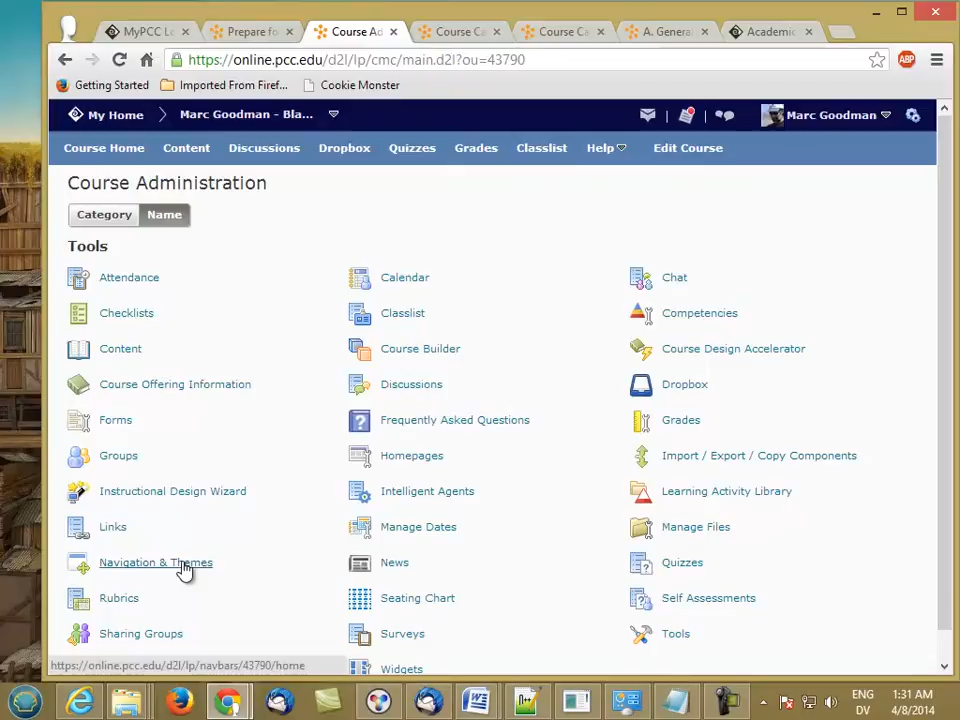 MyPCC Lo
Prepare fo
Course Ad
Course Ca
Course Ca
A. General
Academic
https://online.pcc.edu/d2l/lp/cmc/main.d2l?ou=43790
ABP
Getting Started
Imported From Firef...
Cookie Monster
My Home
Marc Goodman - Bla...
Marc Goodman
Course Home
Content
Discussions
Dropbox
Quizzes
Grades
Classlist
Help
Edit Course
Course Administration
Category
Name
Tools
Attendance
Calendar
Chat
Checklists
Classlist
Competencies
Content
Course Builder
Course Design Accelerator
Course Offering Information
Discussions
Dropbox
Forms
Frequently Asked Questions
Grades
Groups
Homepages
Import / Export / Copy Components
Instructional Design Wizard
Intelligent Agents
Learning Activity Library
Links
Manage Dates
Manage Files
Navigation & Themes
News
Quizzes
Rubrics
Seating Chart
Self Assessments
Sharing Groups
Surveys
Tools
Widgets
https://online.pcc.edu/d2l/lp/navbars/43790/home
ENG
DV
1:31 AM
4/8/2014